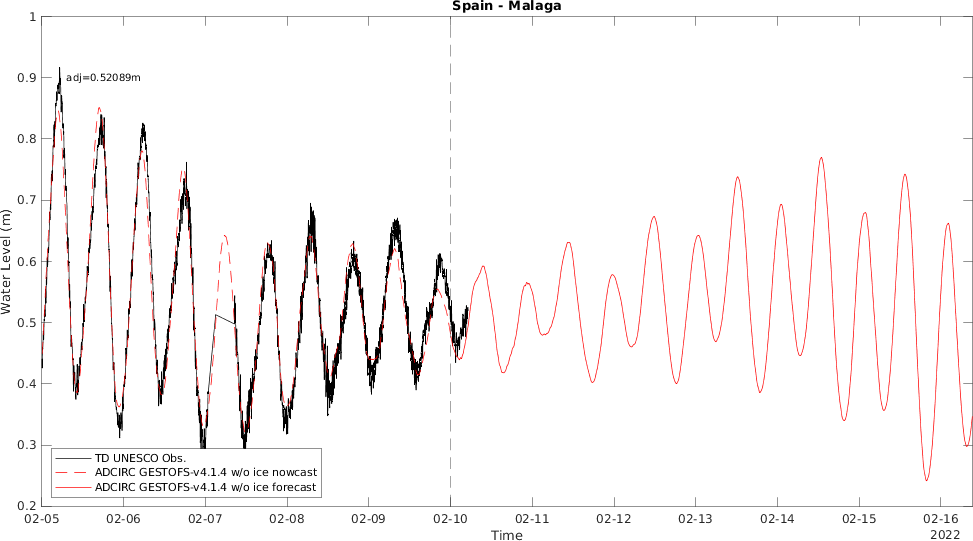 Spain - Malaga
1
0.9
0.8
0.7
0.6
0.5
0.4
0.3
0.2
Water Level (m)
adj=0.52089m
TD UNESCO Obs.
ADCIRC GESTOFS-v4.1.4 w/o ice nowcast
ADCIRC GESTOFS-v4.1.4 w/o ice forecast
02-05 02-06 02-07 02-08 02-09 02-10 02-11 02-12 02-13 02-14 02-15 02-16
Time
2022